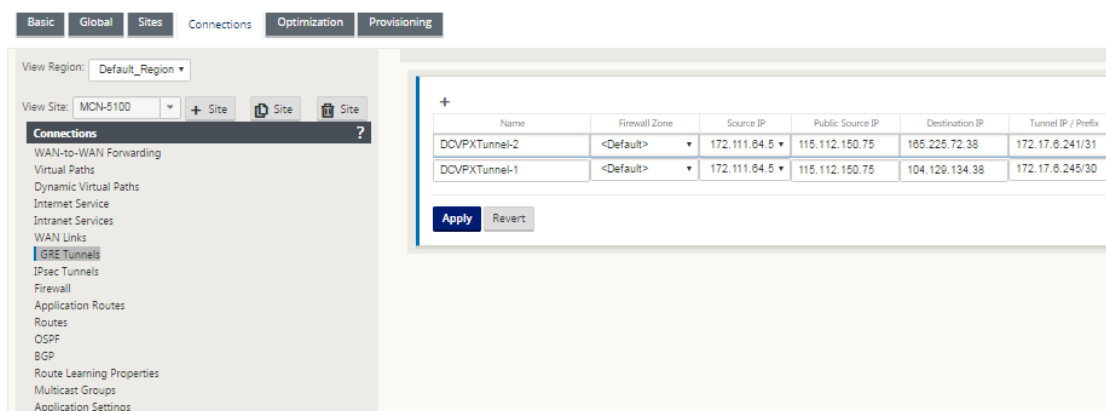 Basic Global Sites Connections Optimization Provisioning
View Region: Default_Region
View Site: MCN-5100 + Site Site Site
Connections ?
WAN-to-WAN Forwarding
Virtual Paths
Dynamic Virtual Paths
Internet Service
Intranet Services
WAN Links
GRE Tunnels
IPsec Tunnels
Firewall
Application Routes
Routes
OSPF
BGP
Route Learning Properties
Multicast Groups
Application Settings
+
Name Firewall Zone Source IP Public Source IP Destination IP Tunnel IP / Prefix
DCVPXTunnel-2 <Default> 172.111.64.5 115.112.150.75 165.225.72.38 172.17.6.241/31
DCVPXTunnel-1 <Default> 172.111.64.5 115.112.150.75 104.129.134.38 172.17.6.245/30
Apply Revert